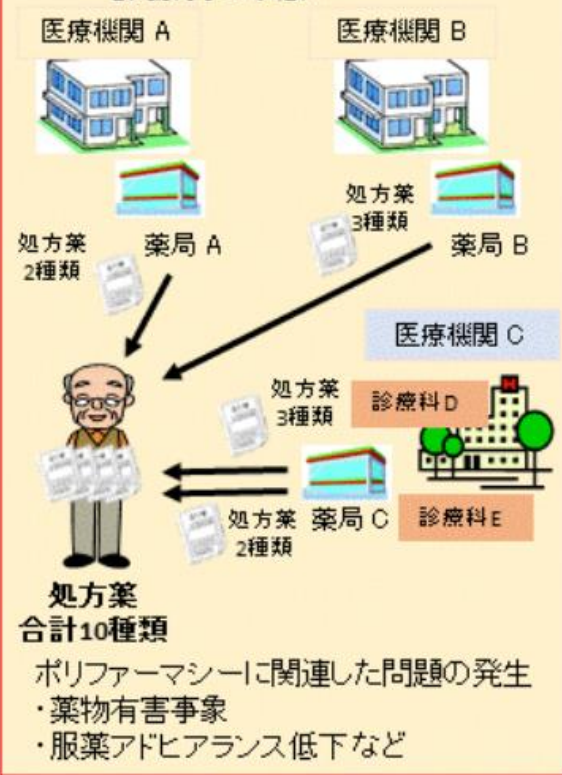 医療機関 A
医療機関 B
処方薬
3種類
処方薬
2種類
薬局 A
薬局 B
医療機関 C
処方薬
3種類
診療科D
処方薬
2種類
薬局 C
診療科E
処方薬
合計10種類
ポリファーマシーに関連した問題の発生
・薬物有害事象
・服薬アドヒアランス低下など